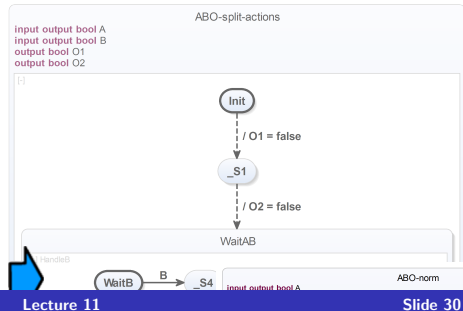 ABO-split-actions
input output bool A
input output bool B
output bool O1
output bool O2
[-]
Init
/ O1 = false
_S1
/ O2 = false
WaitAB
HandleB
WaitB
B
_S4
ABO-norm
input output bool A
Lecture 11
Slide 30